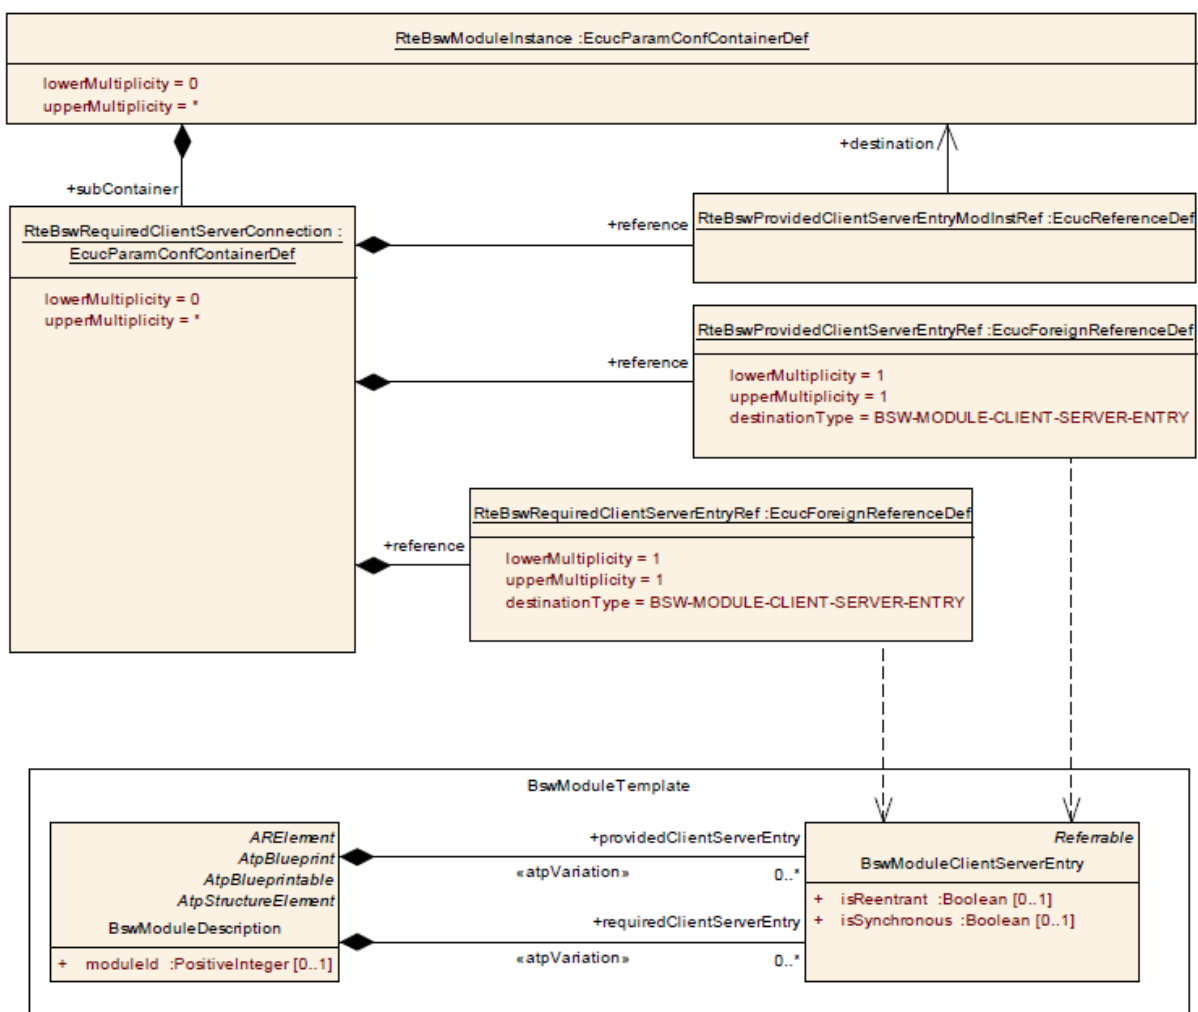 RteBswModuleInstance :EcucParamConfContainerDef
lowerMultiplicity = 0
upperMultiplicity = *
+destination
+subContainer
RteBswRequiredClientServerConnection :
EcucParamConfContainerDef
lowerMultiplicity = 0
upperMultiplicity = *
+reference
RteBswProvidedClientServerEntryModInstRef :EcucReferenceDef
+reference
RteBswProvidedClientServerEntryRef :EcucForeignReferenceDef
lowerMultiplicity = 1
upperMultiplicity = 1
destinationType = BSW-MODULE-CLIENT-SERVER-ENTRY
+reference
RteBswRequiredClientServerEntryRef :EcucForeignReferenceDef
lowerMultiplicity = 1
upperMultiplicity = 1
destinationType = BSW-MODULE-CLIENT-SERVER-ENTRY
BswModuleTemplate
ARElement
AtpBlueprint
AtpBlueprintable
AtpStructureElement
BswModuleDescription
+ moduleId :PositiveInteger [0..1]
+providedClientServerEntry
«atpVariation» 0..*
+requiredClientServerEntry
«atpVariation» 0..*
Referrable
BswModuleClientServerEntry
+ isReentrant :Boolean [0..1]
+ isSynchronous :Boolean [0..1]